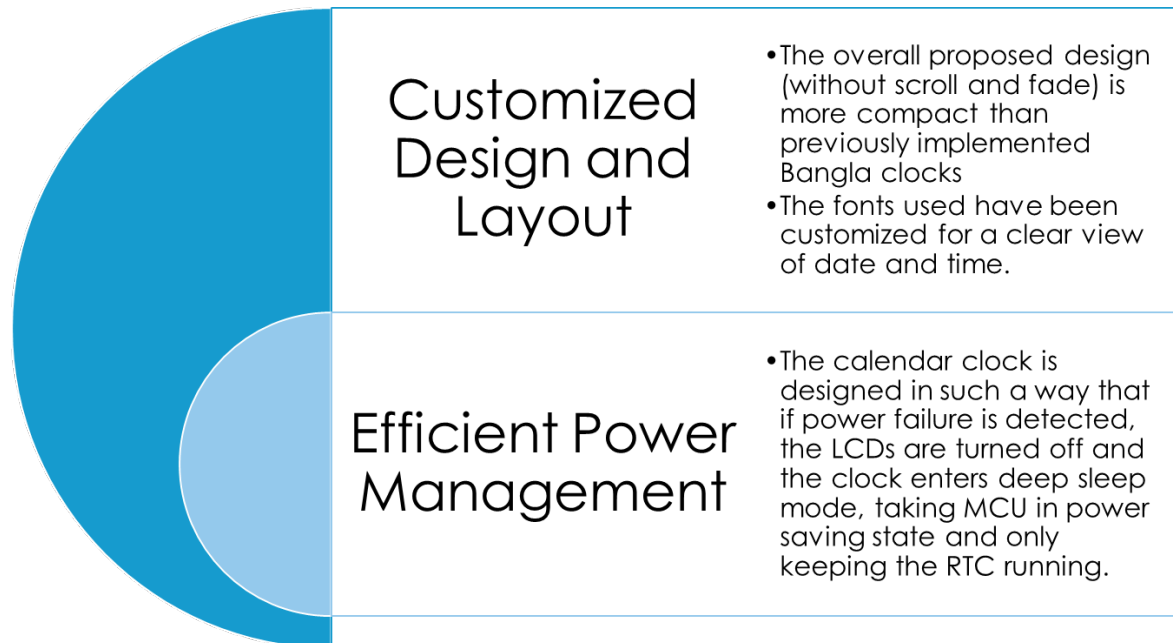 Customized
Design and
Layout
•The overall proposed design
(without scroll and fade) is
more compact than
previously implemented
Bangla clocks
•The fonts used have been
customized for a clear view
of date and time.
Efficient Power
Management
•The calendar clock is
designed in such a way that
if power failure is detected,
the LCDs are turned off and
the clock enters deep sleep
mode, taking MCU in power
saving state and only
keeping the RTC running.